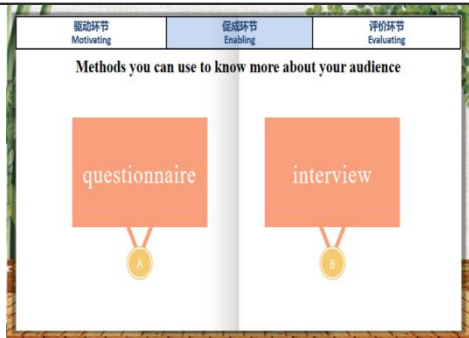 驱动环节 促成环节 评价环节
Motivating Enabling Evaluating
Methods you can use to know more about your audience
questionnaire interview
A B